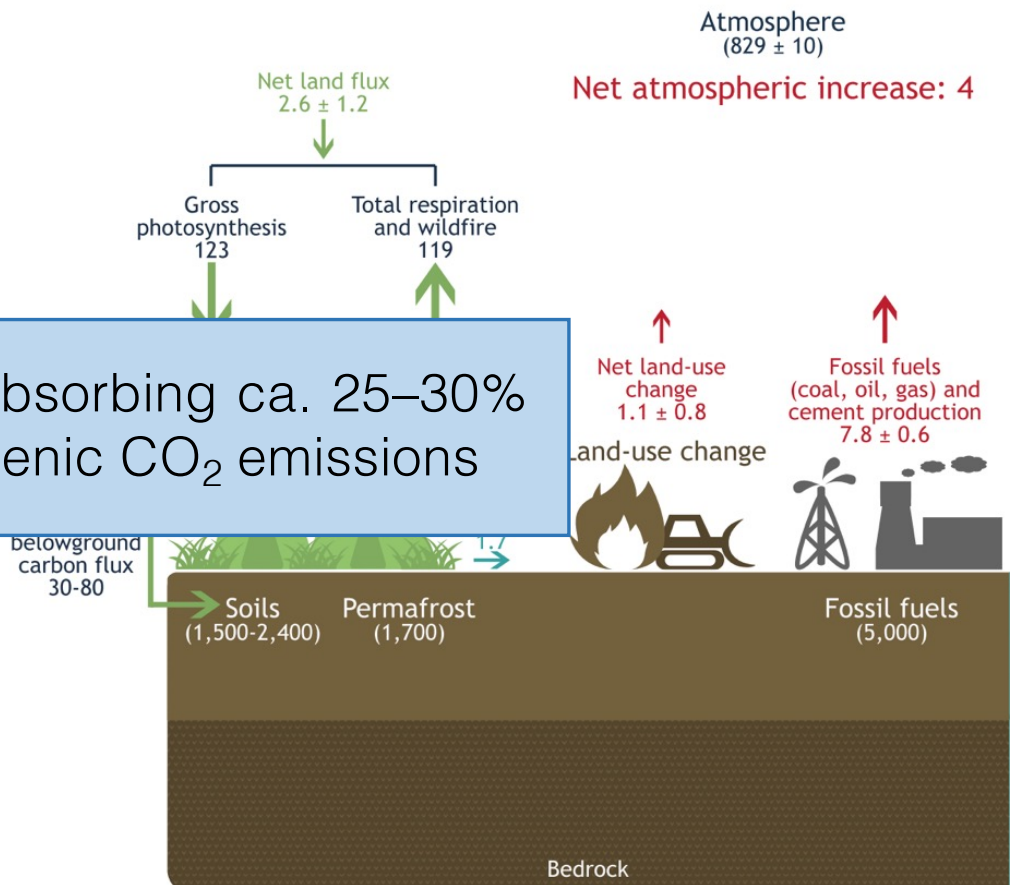 Atmosphere
(829 ± 10)
Net atmospheric increase: 4
Net land flux
2.6 ± 1.2
Gross
photosynthesis
123
Total respiration
and wildfire
119
bsorbing ca. 25–30%
enic CO₂ emissions
Net land-use
change
1.1 ± 0.8
Fossil fuels
(coal, oil, gas) and
cement production
7.8 ± 0.6
Land-use change
belowground
carbon flux
30-80
1.7
Soils
(1,500-2,400)
Permafrost
(1,700)
Fossil fuels
(5,000)
Bedrock